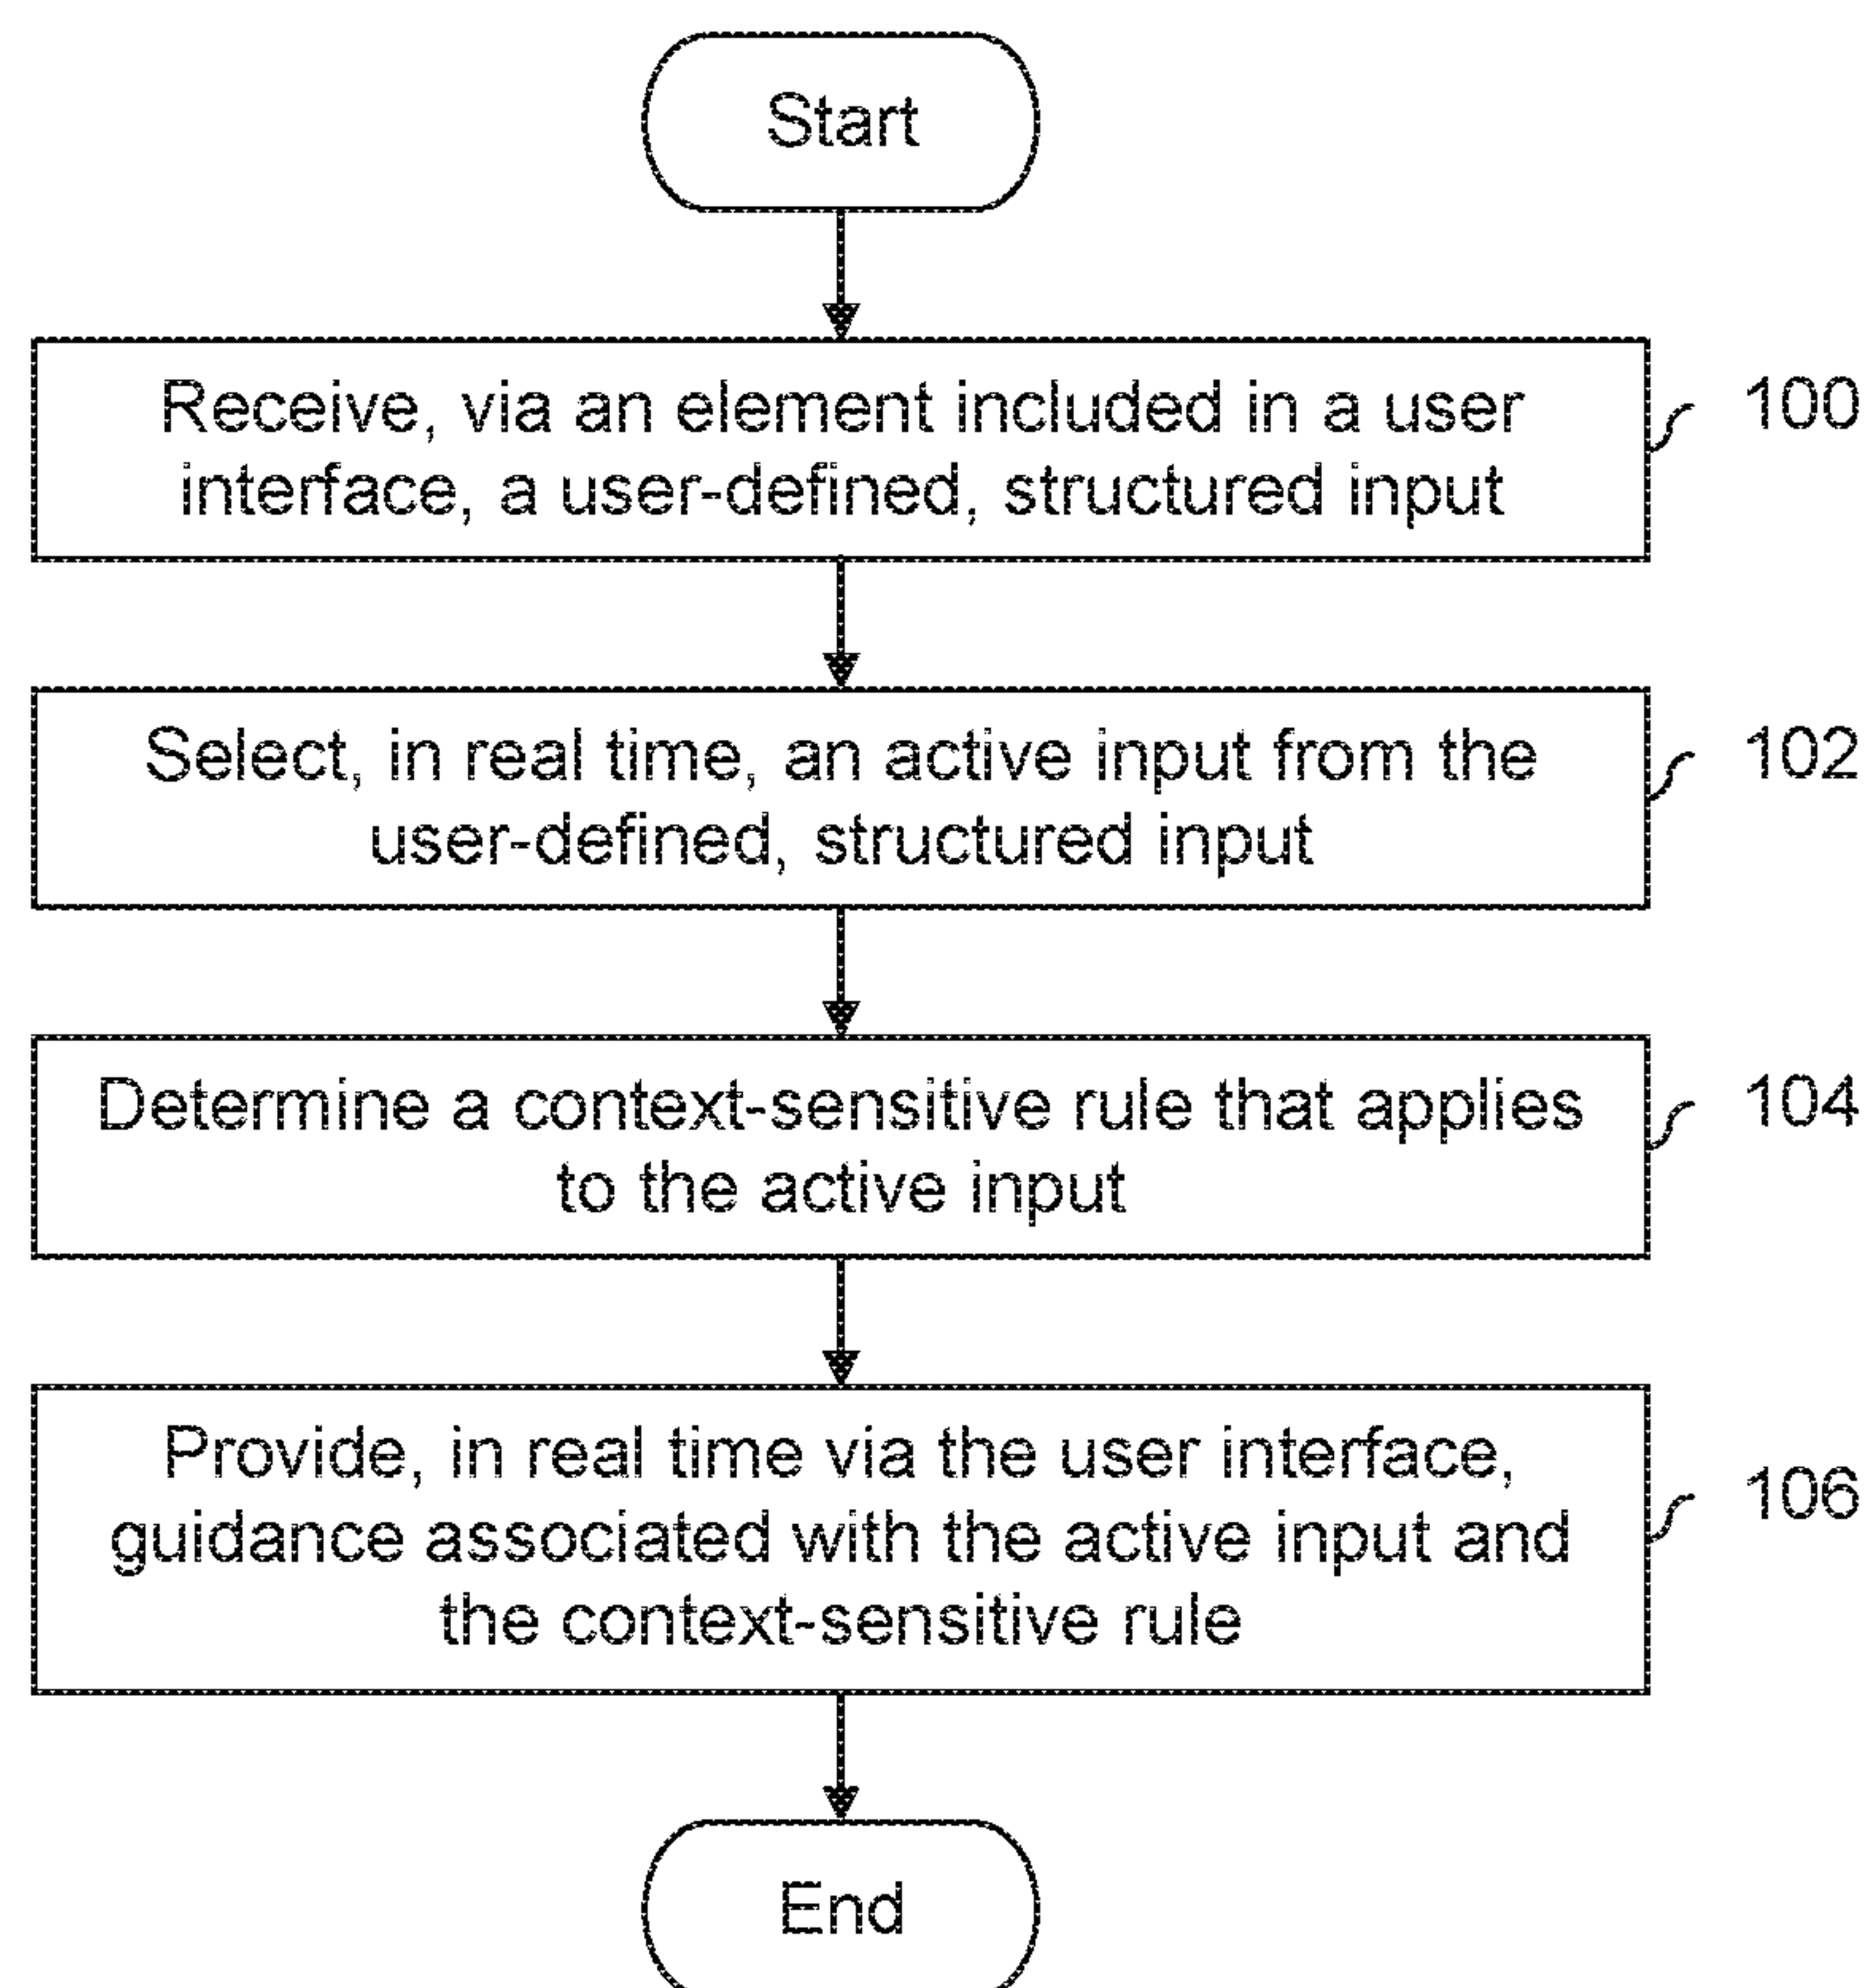 Start
Receive, via an element included in a user
interface, a user-defined, structured input
100
Select, in real time, an active input from the
user-defined, structured input
102
Determine a context-sensitive rule that applies
to the active input
104
Provide, in real time via the user interface,
guidance associated with the active input and
the context-sensitive rule
106
End